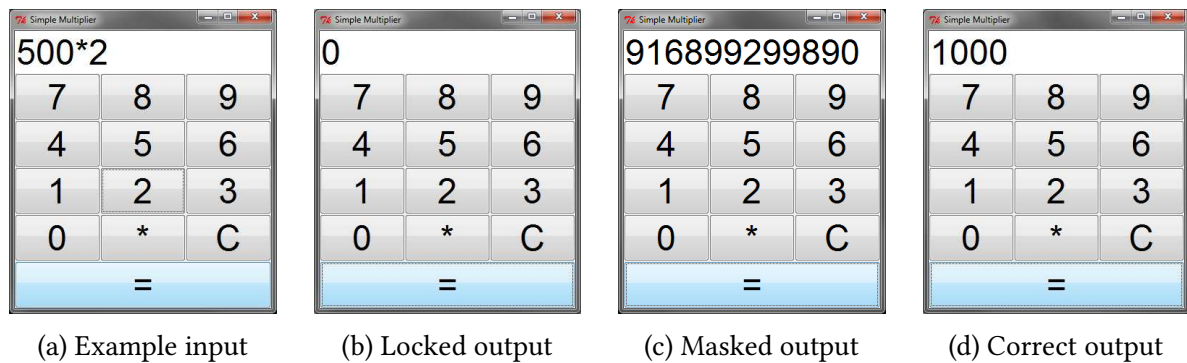 Simple Multiplier
500*2
7 8 9
4 5 6
1 2 3
0 * C
=
(a) Example input
Simple Multiplier
0
7 8 9
4 5 6
1 2 3
0 * C
=
(b) Locked output
Simple Multiplier
916899299890
7 8 9
4 5 6
1 2 3
0 * C
=
(c) Masked output
Simple Multiplier
1000
7 8 9
4 5 6
1 2 3
0 * C
=
(d) Correct output